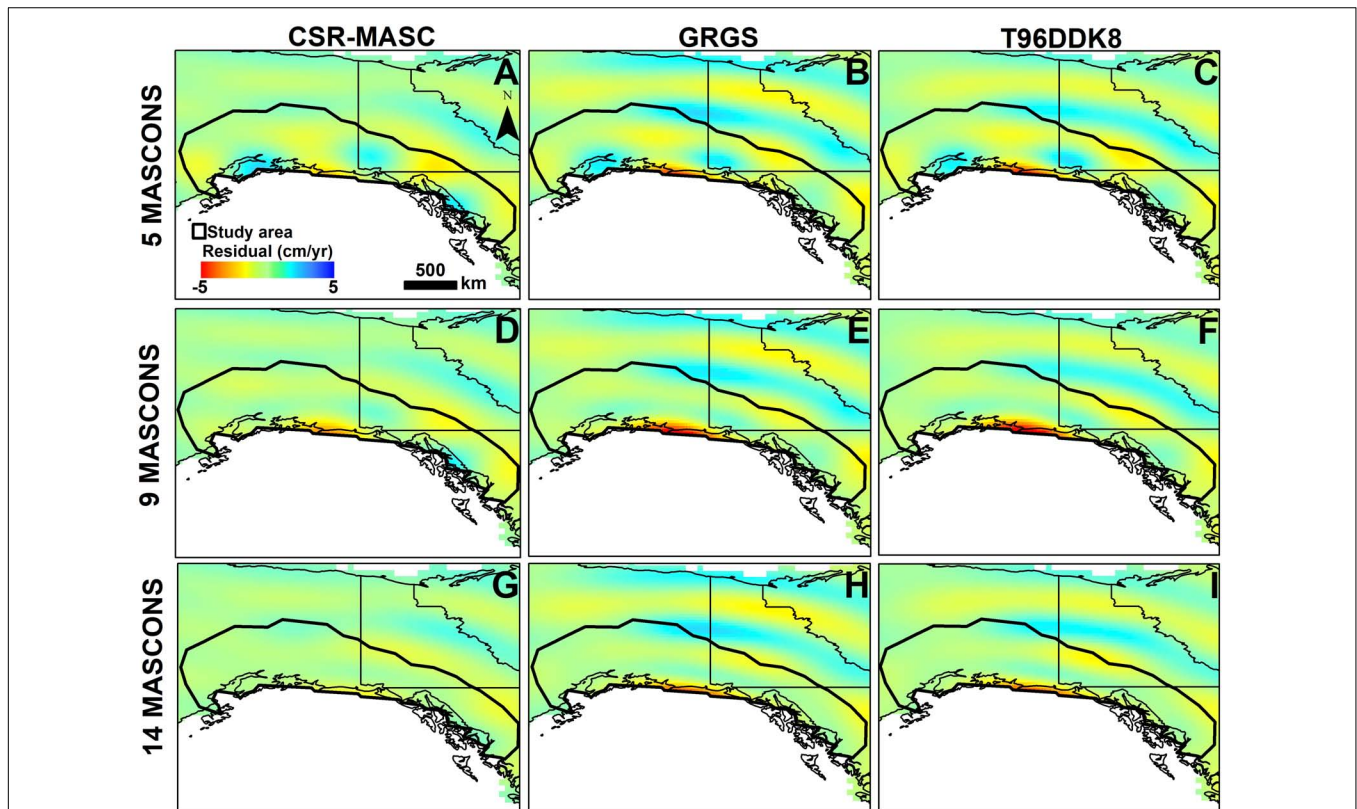 CSR-MASC GRGS T96DDK8
5 MASCONS
A
N
B
C
Study area
Residual (cm/yr)
-5 5
500
km
9 MASCONS
D
E
F
14 MASCONS
G
H
I